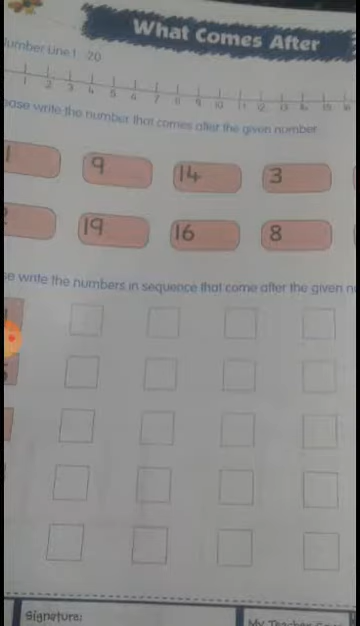 What Comes After
Number Line 1 20
1 2 3 4 5 6 7 8 9 10 11 12 13 14 15 16
write the number that comes after the given number
9 14 3
19 16 8
write the numbers in sequence that come after the given
Signature: My Teacher